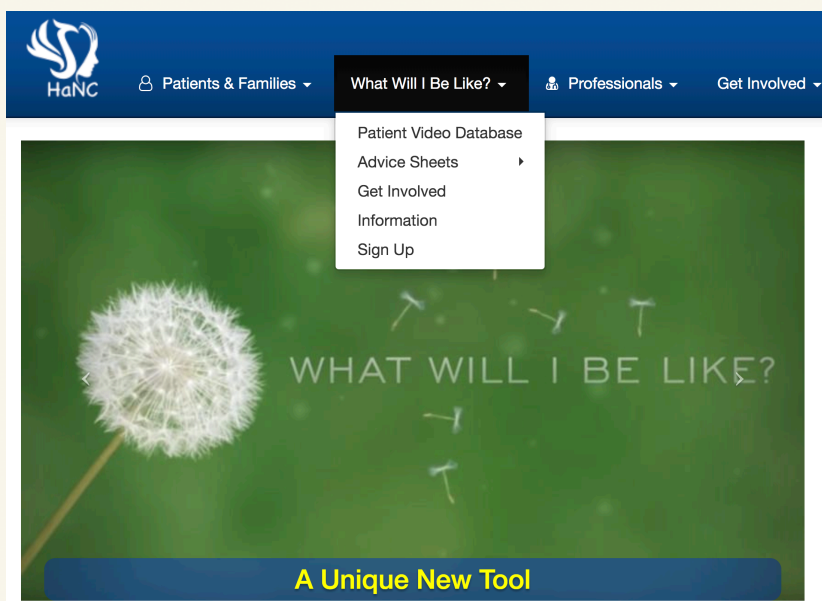 HaNC
Patients & Families
What Will I Be Like?
Professionals
Get Involved
Patient Video Database
Advice Sheets
Get Involved
Information
Sign Up
WHAT WILL I BE LIKE?
A Unique New Tool